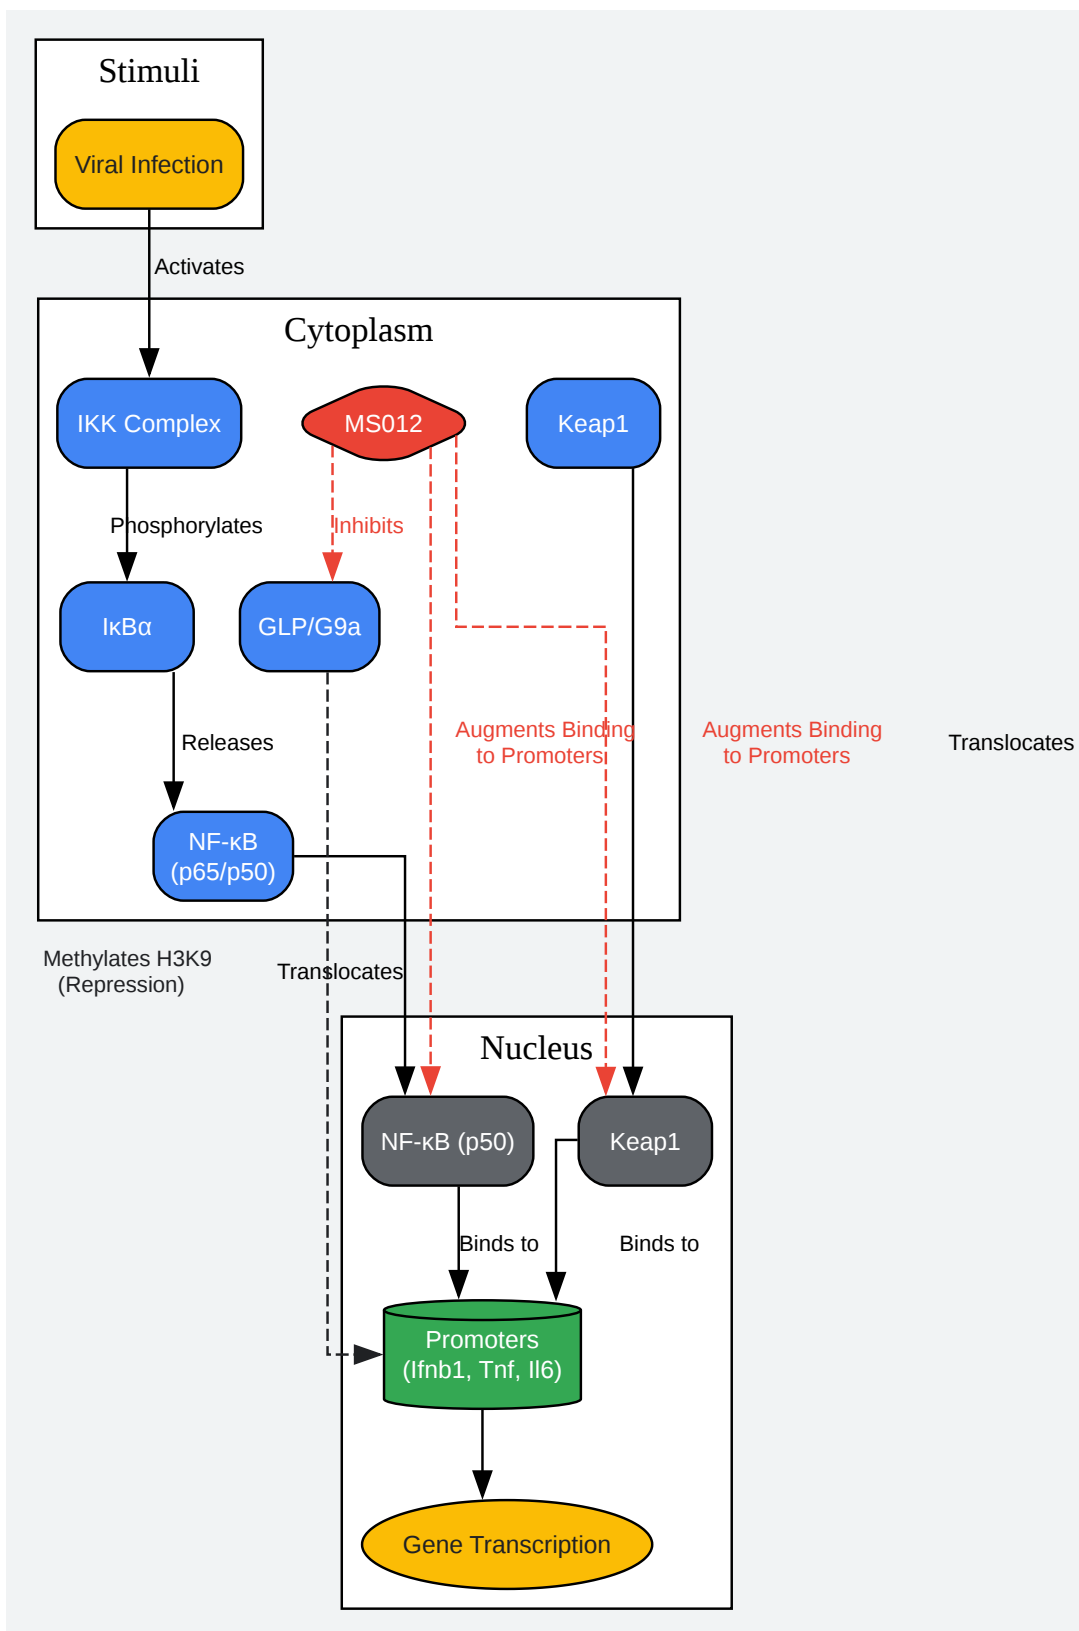 Stimuli
Viral Infection
Activates
Cytoplasm
IKK Complex
MS012
Keap1
Phosphorylates
Inhibits
IκBα
GLP/G9a
Augments Binding
to Promoters
Augments Binding
to Promoters
Translocates
Releases
NF-κB
(p65/p50)
Methylates H3K9
(Repression)
Translocates
Nucleus
NF-κB (p50)
Keap1
Binds to
Binds to
Promoters
(Ifnb1, Tnf, Il6)
Gene Transcription